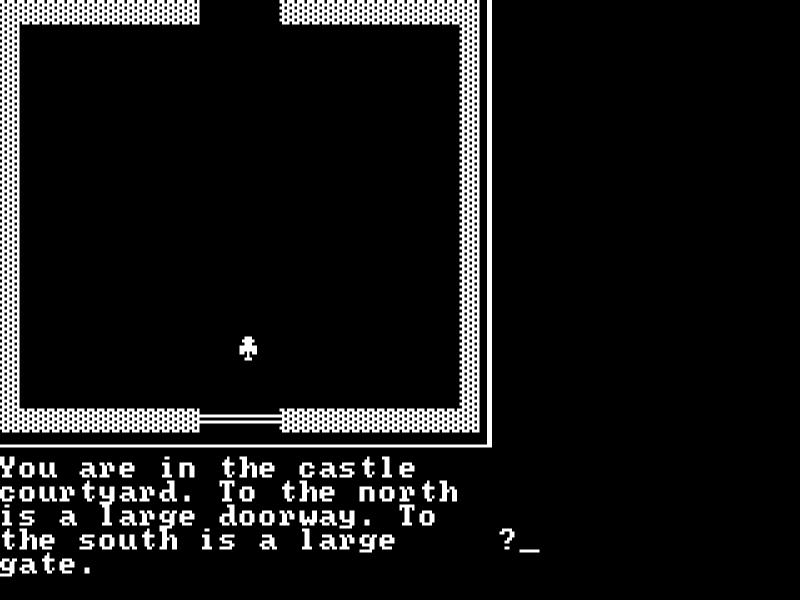 You are in the castle
courtyard. To the north
is a large doorway. To
the south is a large
gate.
?_